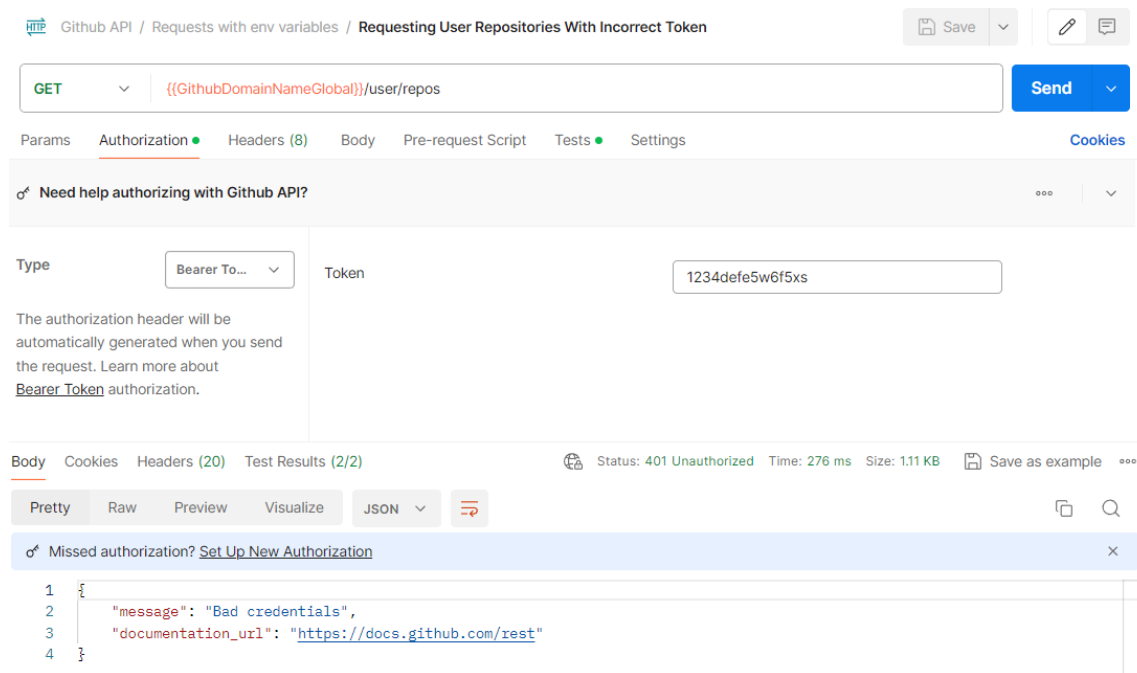 HTTP Github API / Requests with env variables / Requesting User Repositories With Incorrect Token Save
GET {{GithubDomainNameGlobal}}/user/repos Send
Params Authorization Headers (8) Body Pre-request Script Tests Settings Cookies
Need help authorizing with Github API?
Type Bearer To... Token 1234defe5w6f5xs
The authorization header will be
automatically generated when you send
the request. Learn more about
Bearer Token authorization.
Body Cookies Headers (20) Test Results (2/2) Status: 401 Unauthorized Time: 276 ms Size: 1.11 KB Save as example
Pretty Raw Preview Visualize JSON
Missed authorization? Set Up New Authorization
1 {
2 "message": "Bad credentials",
3 "documentation_url": "https://docs.github.com/rest"
4 }